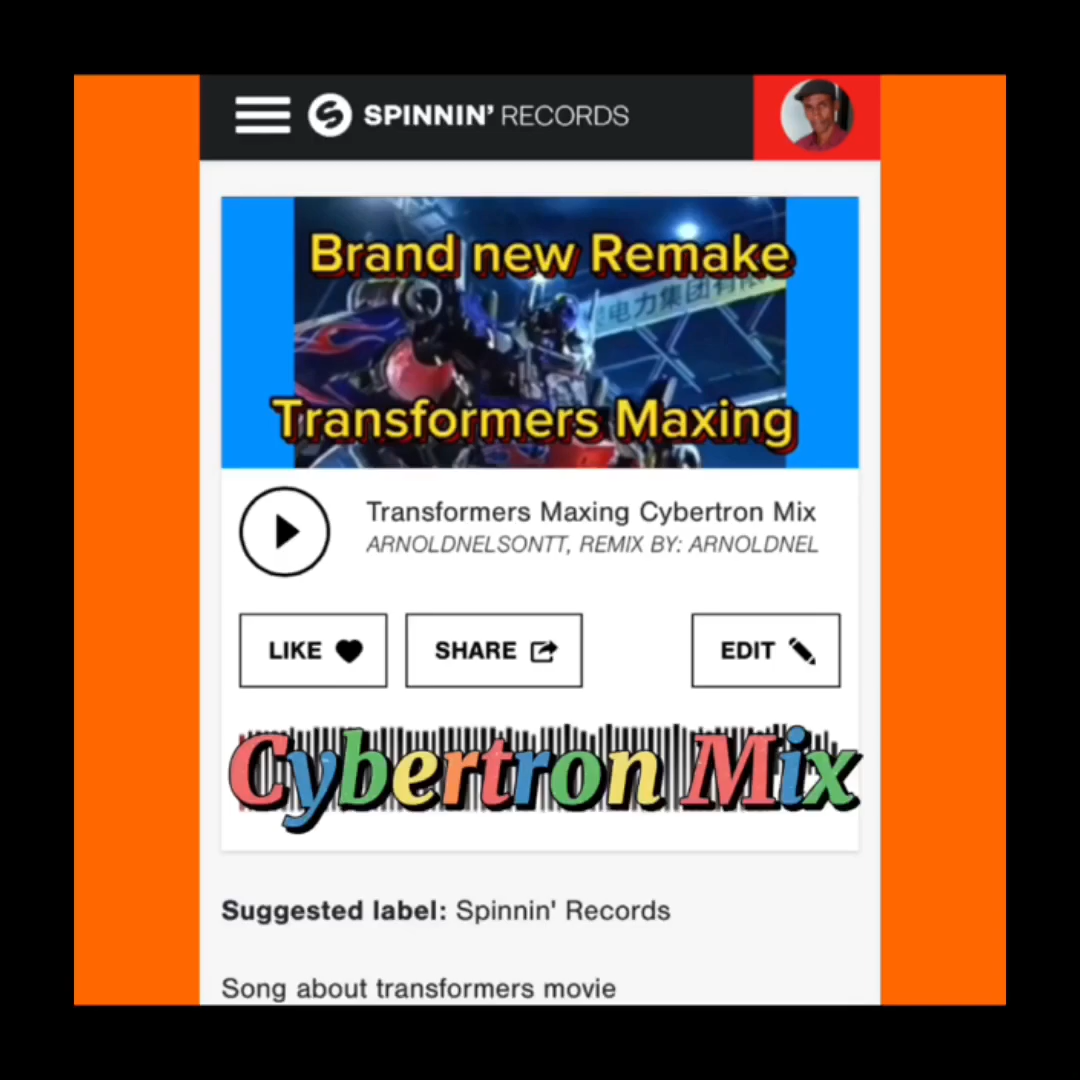 SPINNIN' RECORDS
Brand new Remake
电力集团有限
Transformers Maxing
Transformers Maxing Cybertron Mix
ARNOLDNELSONTT, REMIX BY: ARNOLDNEL
LIKE
SHARE
EDIT
Cybertron Mix
Suggested label: Spinnin' Records
Song about transformers movie